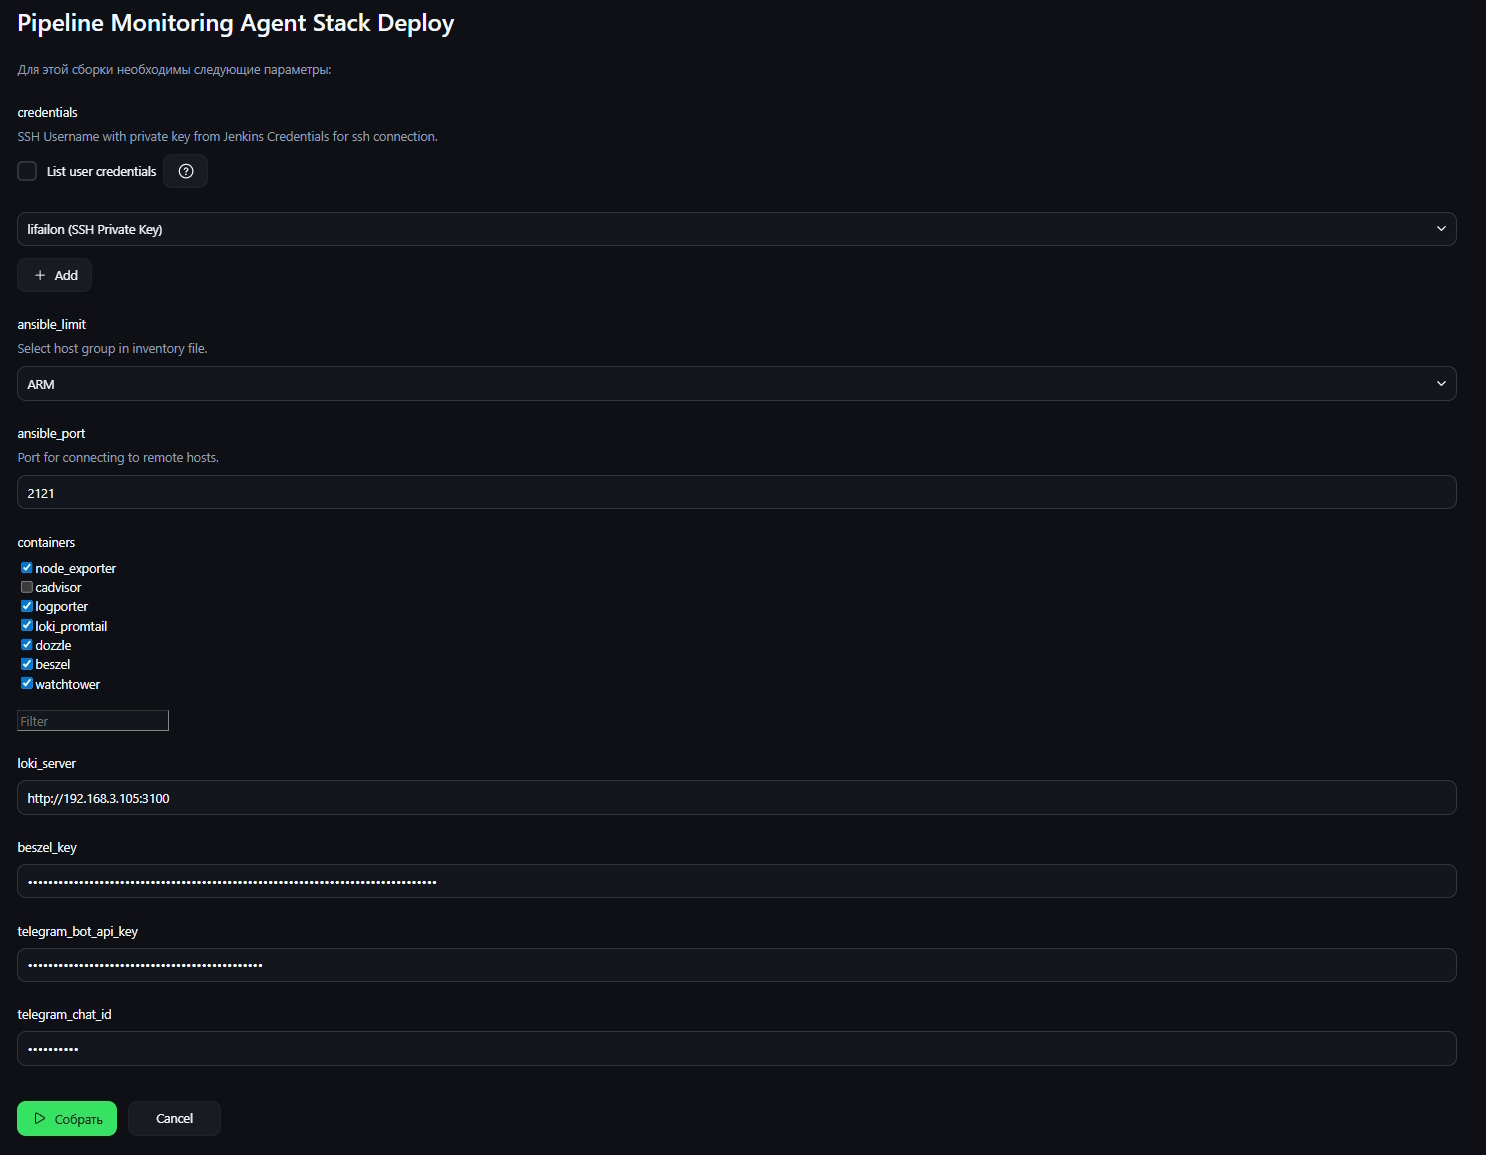 Pipeline Monitoring Agent Stack Deploy
Для этой сборки необходимы следующие параметры:
credentials
SSH Username with private key from Jenkins Credentials for ssh connection.
List user credentials
lifailon (SSH Private Key)
Add
ansible_limit
Select host group in inventory file.
ARM
ansible_port
Port for connecting to remote hosts.
2121
containers
node_exporter
cadvisor
logporter
loki_promtail
dozzle
beszel
watchtower
Filter
loki_server
http://192.168.3.105:3100
beszel_key
telegram_bot_api_key
telegram_chat_id
Собрать Cancel